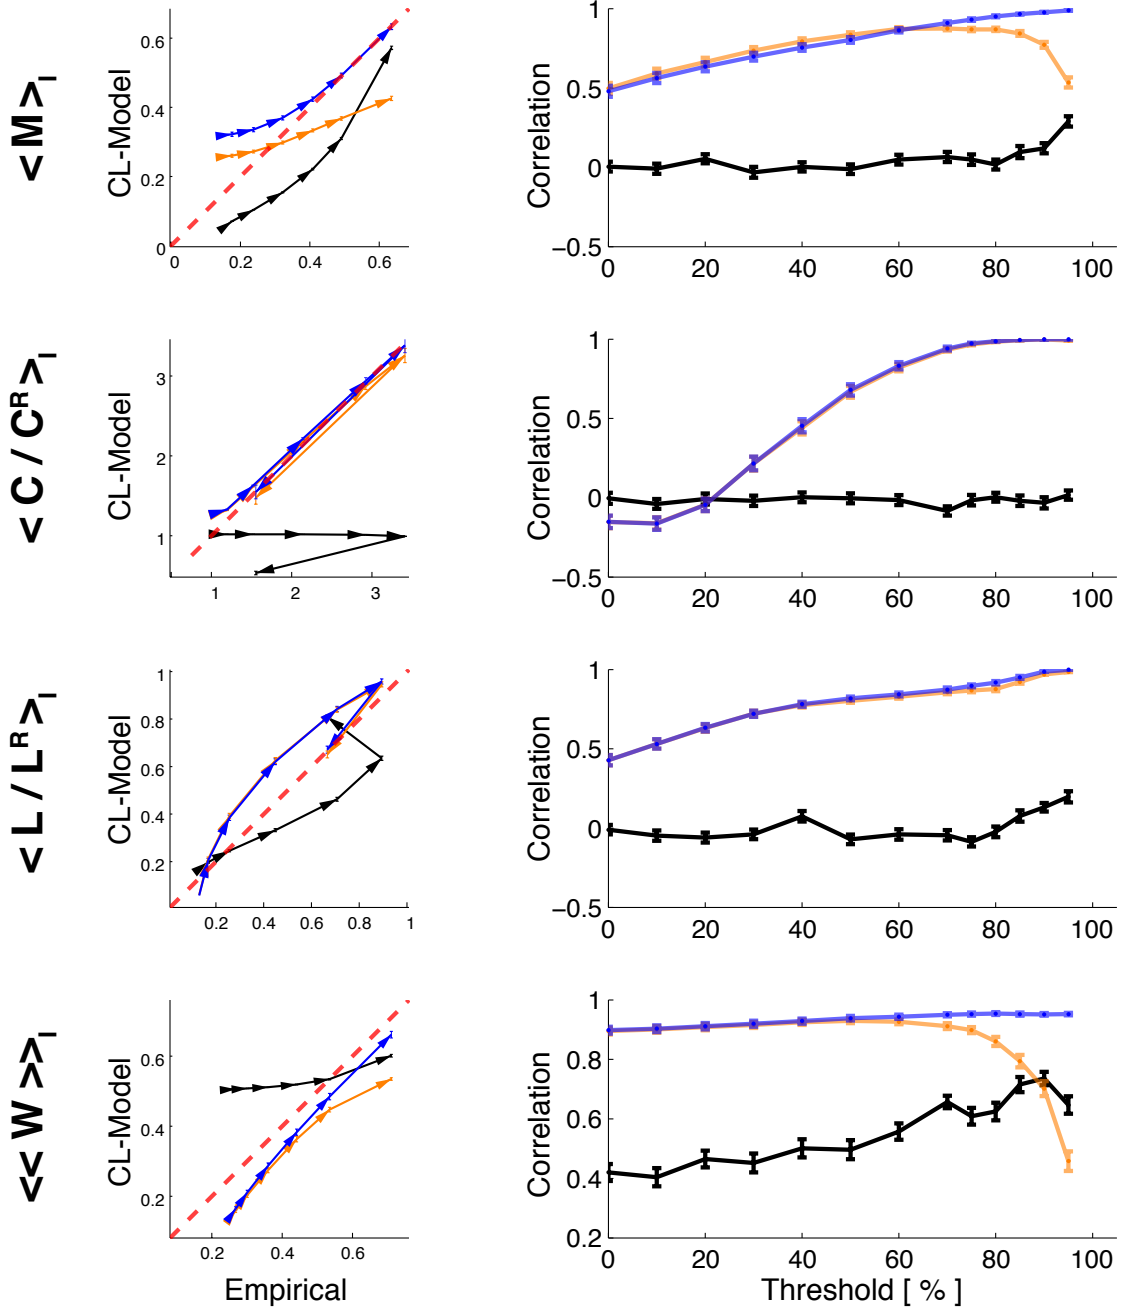 < M >I
CL-Model
0.6
0.4
0.2
0
0 0.2 0.4 0.6
Correlation
1
0.5
0
−0.5
0 20 40 60 80 100
< C / C^R >I
CL-Model
3
2
1
1 2 3
Correlation
1
0.5
0
−0.5
0 20 40 60 80 100
< L / L^R >I
CL-Model
1
0.8
0.6
0.4
0.2
0.2 0.4 0.6 0.8 1
Correlation
1
0.5
0
−0.5
0 20 40 60 80 100
<< W >>I
CL-Model
0.6
0.4
0.2
0.2 0.4 0.6
Empirical
Correlation
1
0.8
0.6
0.4
0.2
0 20 40 60 80 100
Threshold [ % ]